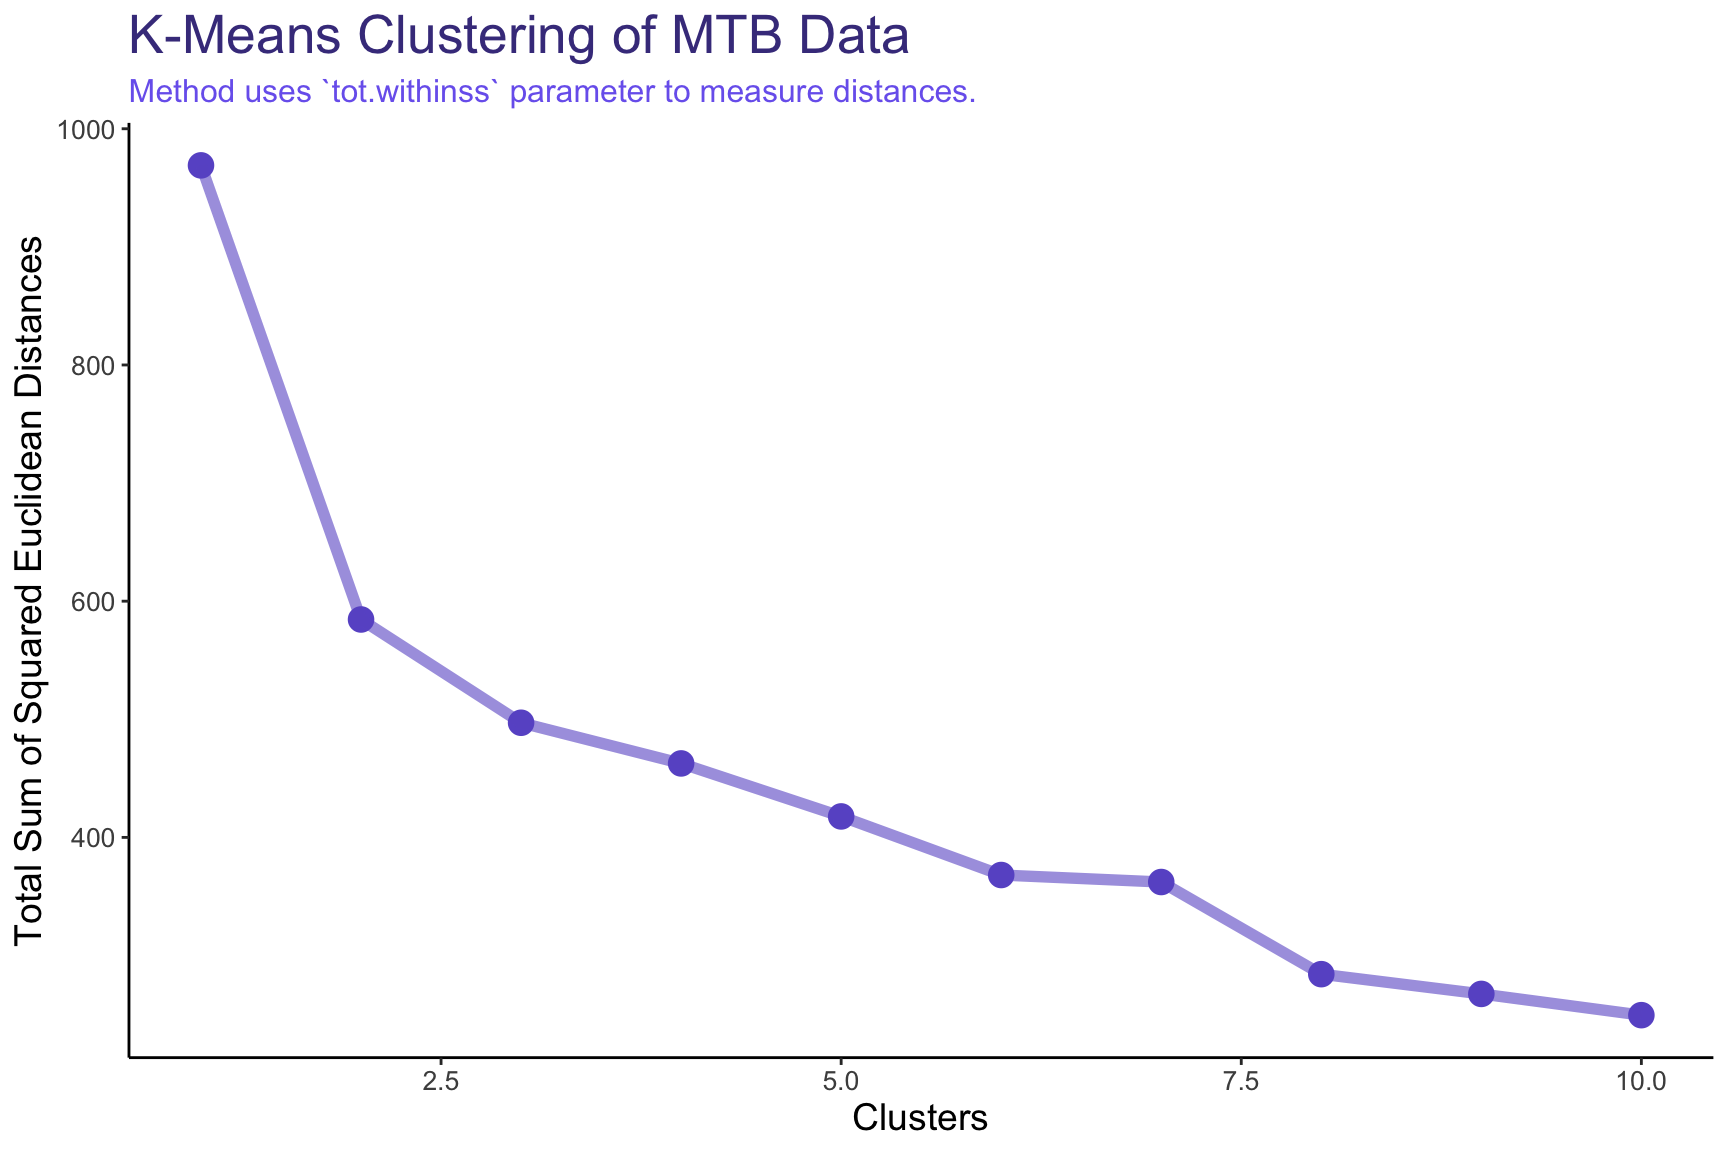 K-Means Clustering of MTB Data
Method uses `tot.withinss` parameter to measure distances.
Total Sum of Squared Euclidean Distances
1000
800
600
400
2.5 5.0 7.5 10.0
Clusters